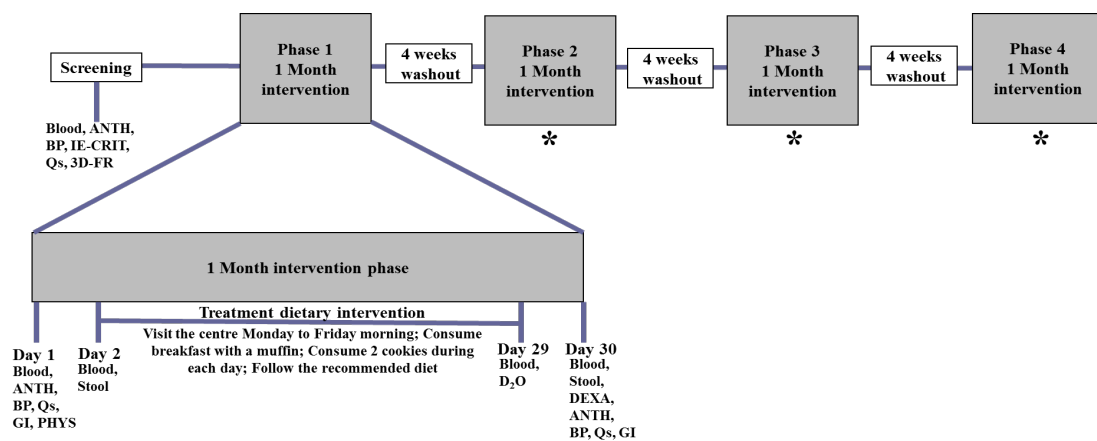 Screening
Blood, ANTH,
BP, IE-CRIT,
Qs, 3D-FR
Phase 1
1 Month
intervention
4 weeks
washout
Phase 2
1 Month
intervention
*
4 weeks
washout
Phase 3
1 Month
intervention
*
4 weeks
washout
Phase 4
1 Month
intervention
*
1 Month intervention phase
Treatment dietary intervention
Visit the centre Monday to Friday morning; Consume
breakfast with a muffin; Consume 2 cookies during
each day; Follow the recommended diet
Day 1
Blood,
ANTH,
BP, Qs,
GI, PHYS
Day 2
Blood,
Stool
Day 29
Blood,
D₂O
Day 30
Blood,
Stool,
DEXA,
ANTH,
BP, Qs, GI